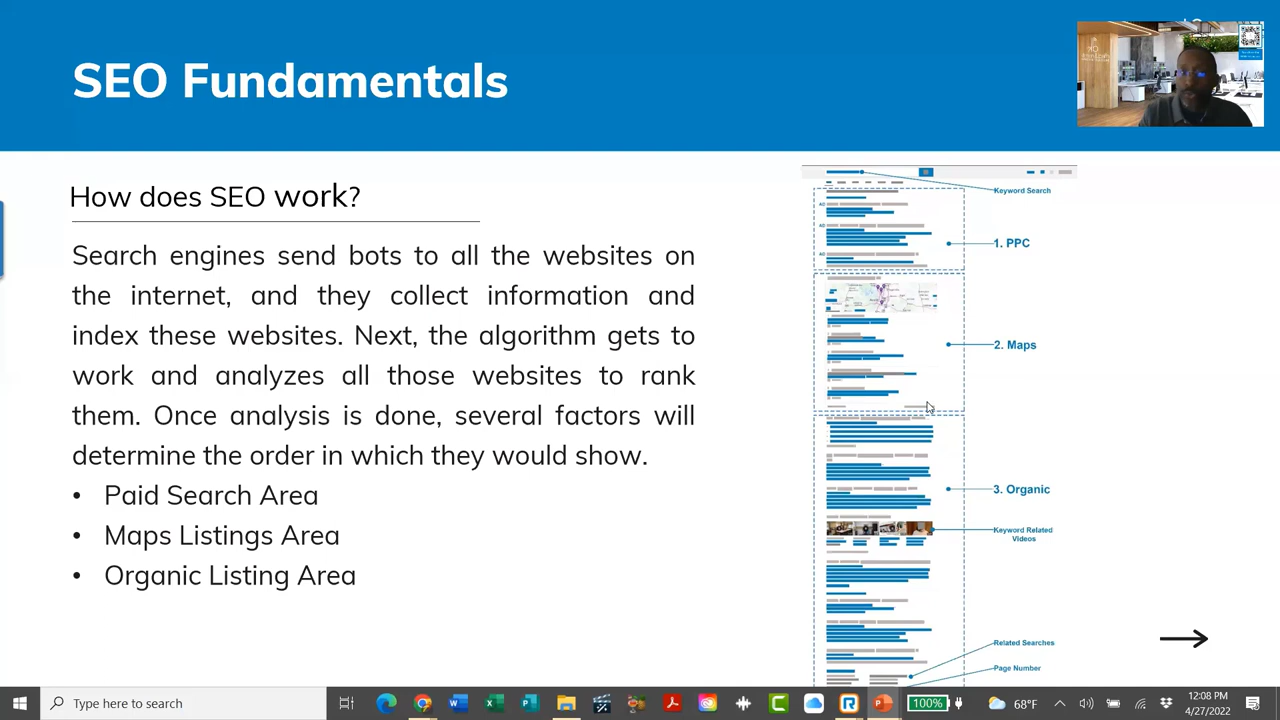 SEO Fundamentals
How does SEO work?
Search engines send bots to all the websites on
the internet, and they collect information and
index these websites. Next, the algorithm gets to
work and analyzes all those websites to rank
them. Once analysis is done, several factors will
determine the order in which they would show.
• Paid Search Area
• Maps Listings Area
• Organic Listing Area
Keyword Search
AD
1. PPC
AD
AD
2. Maps
3. Organic
Keyword Related
Videos
Related Searches
Page Number
Type here to search
100%
68°F
12:08 PM
4/27/2022